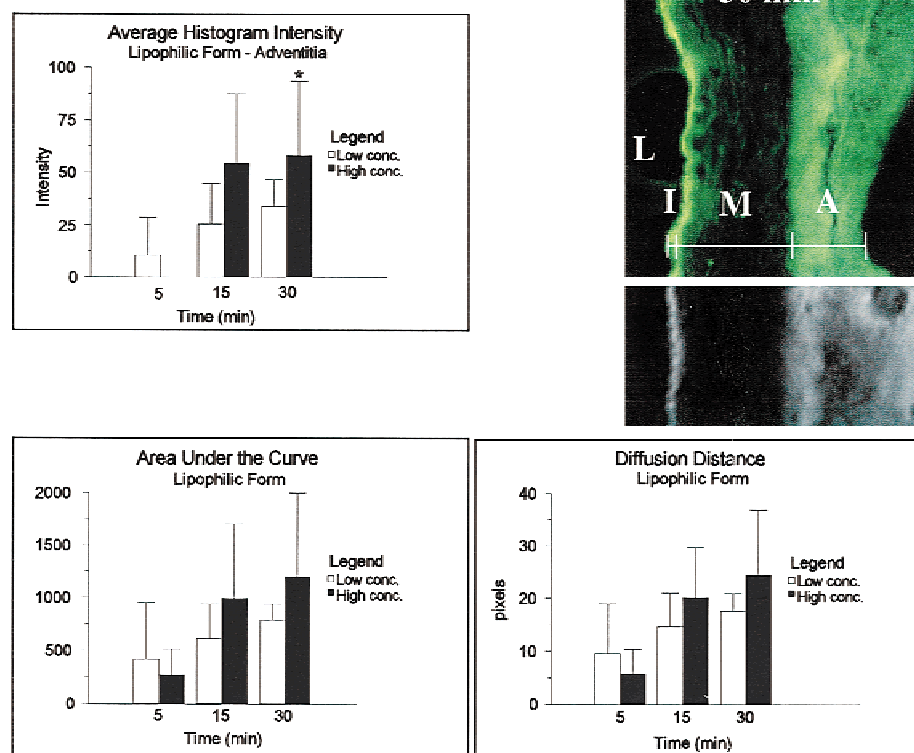 Average Histogram Intensity
Lipophilic Form - Adventitia
100
75
50
25
0
Intensity
*
5 15 30
Time (min)
Legend
Low conc.
High conc.
L
I M A
Area Under the Curve
Lipophilic Form
2000
1500
1000
500
0
5 15 30
Time (min)
Legend
Low conc.
High conc.
Diffusion Distance
Lipophilic Form
40
30
20
10
0
pixels
5 15 30
Time (min)
Legend
Low conc.
High conc.